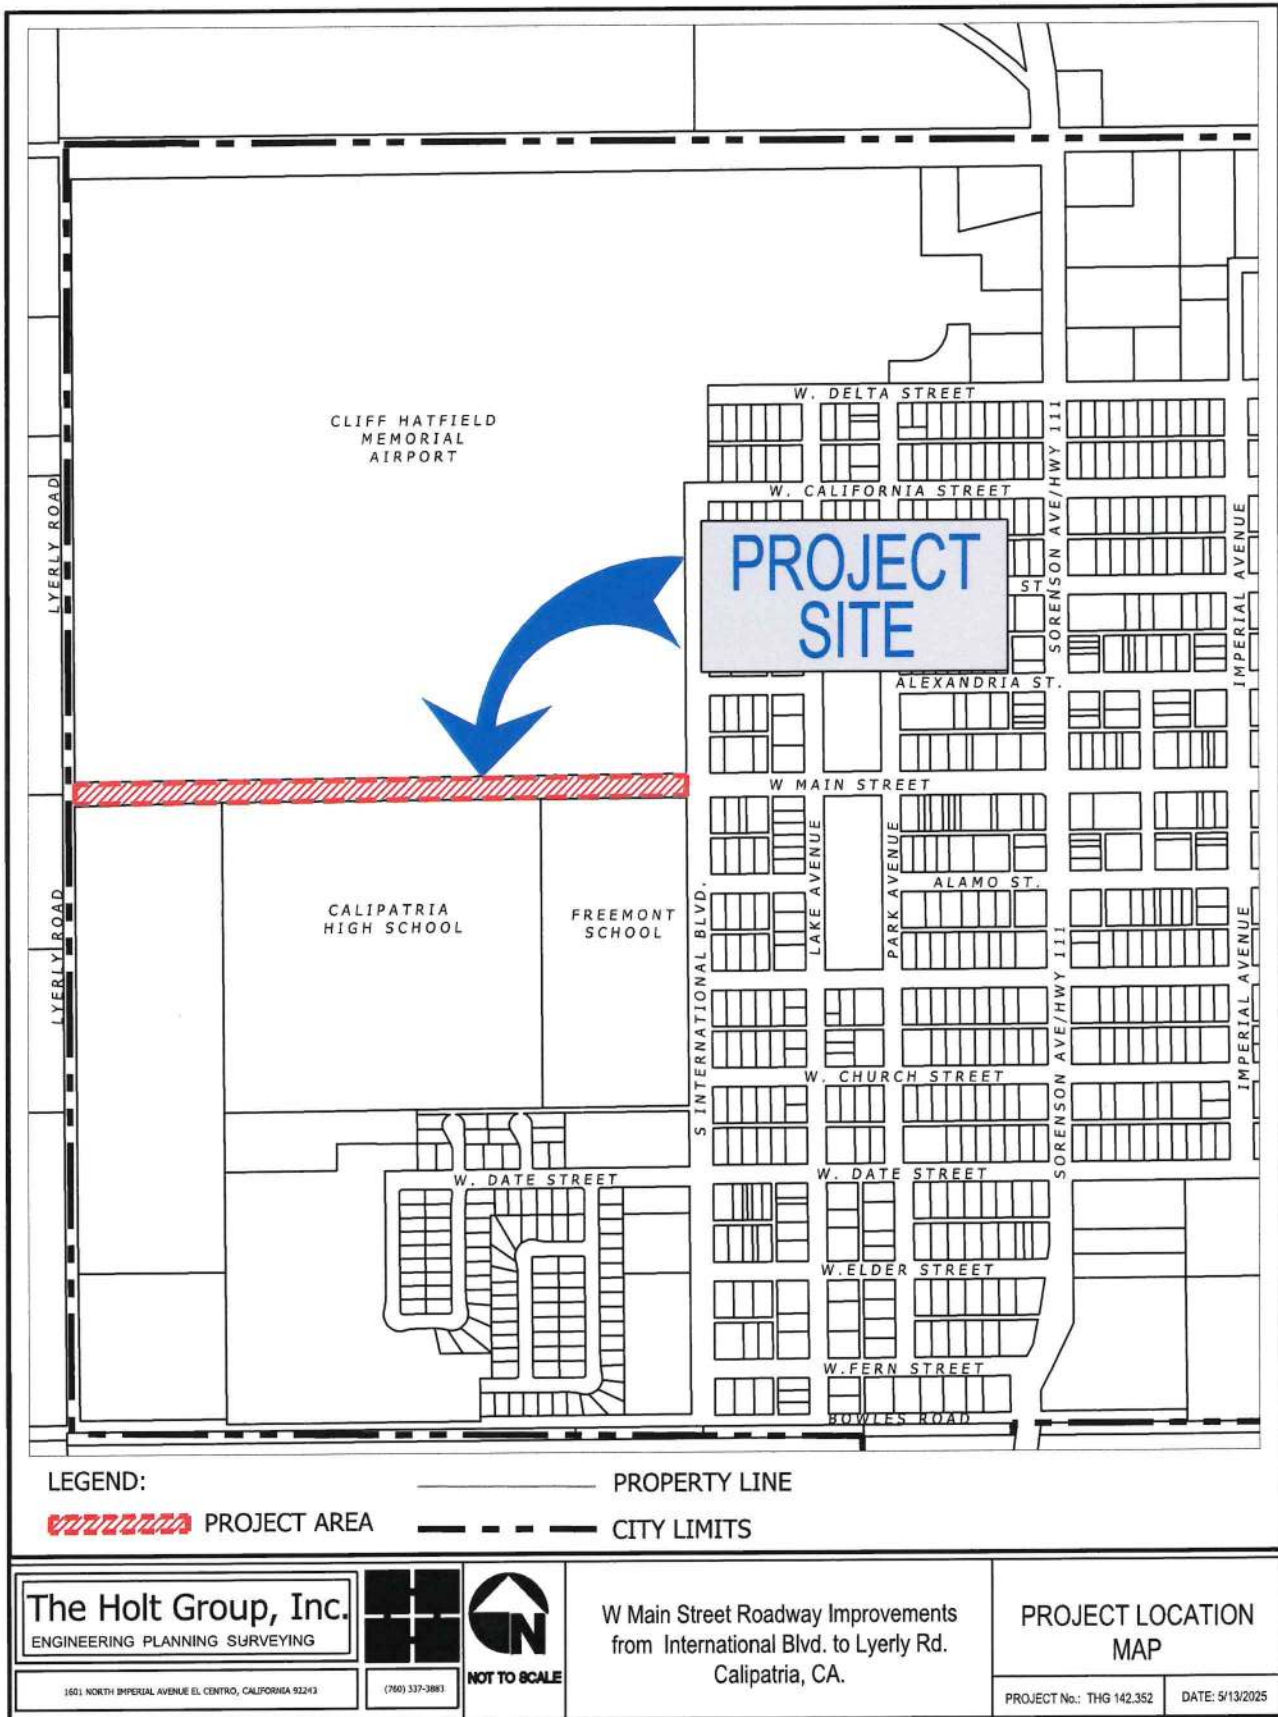 W. DELTA STREET
CLIFF HATFIELD
MEMORIAL
AIRPORT
W. CALIFORNIA STREET
LYERLY ROAD
SORENSON AVE/HWY 111
IMPERIAL AVENUE
PROJECT
SITE
ST.
ALEXANDRIA ST.
W MAIN STREET
LAKE AVENUE
PARK AVENUE
ALAMO ST.
CALIPATRIA
HIGH SCHOOL
FREEMONT
SCHOOL
LYERLY ROAD
S INTERNATIONAL BLVD.
SORENSON AVE/HWY 111
IMPERIAL AVENUE
W. CHURCH STREET
W. DATE STREET
W. DATE STREET
W.ELDER STREET
W.FERN STREET
BOWLES ROAD
LEGEND:
PROPERTY LINE
PROJECT AREA
CITY LIMITS
The Holt Group, Inc.
ENGINEERING PLANNING SURVEYING
1601 NORTH IMPERIAL AVENUE EL CENTRO, CALIFORNIA 92243
(760) 337-3883
N
NOT TO SCALE
W Main Street Roadway Improvements
from International Blvd. to Lyerly Rd.
Calipatria, CA.
PROJECT LOCATION
MAP
PROJECT No.: THG 142.352
DATE: 5/13/2025